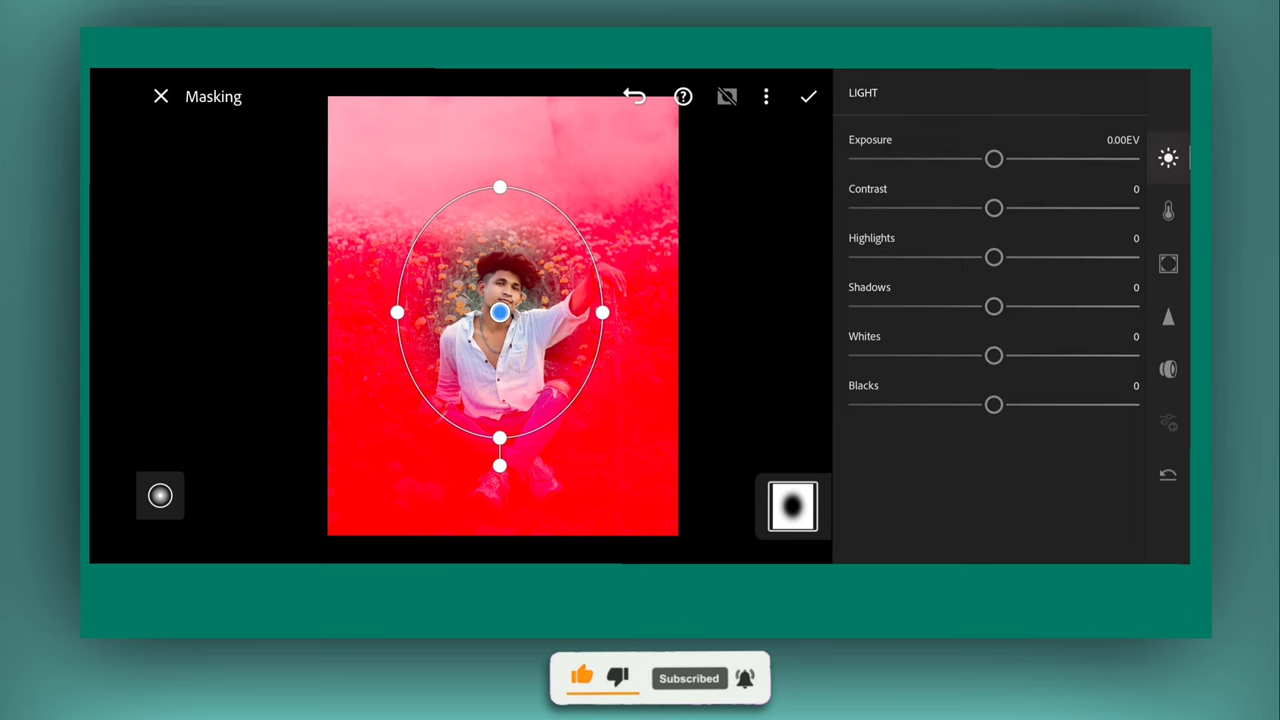 Masking
LIGHT
Exposure 0.00EV
Contrast 0
Highlights 0
Shadows 0
Whites 0
Blacks 0
Subscribed